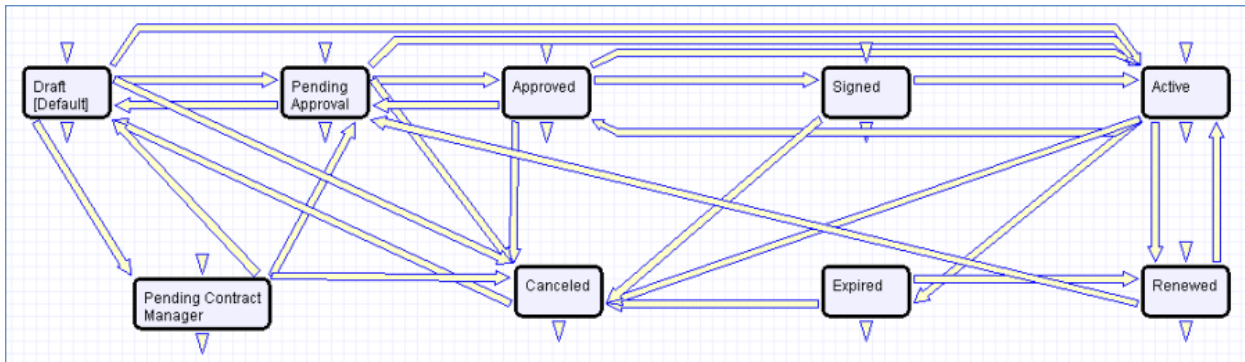 Draft
[Default]
Pending
Approval
Approved
Signed
Active
Pending Contract
Manager
Canceled
Expired
Renewed